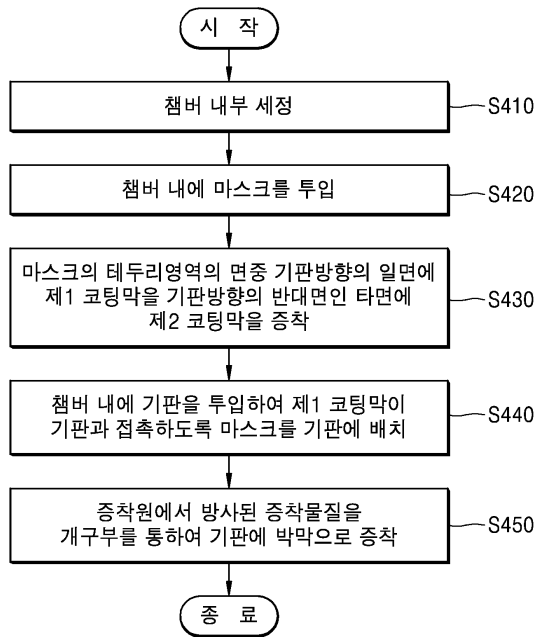 시 작
챔버 내부 세정
S410
챔버 내에 마스크를 투입
S420
마스크의 테두리영역의 면중 기판방향의 일면에
제1 코팅막을 기판방향의 반대면인 타면에
제2 코팅막을 증착
S430
챔버 내에 기판을 투입하여 제1 코팅막이
기판과 접촉하도록 마스크를 기판에 배치
S440
증착원에서 방사된 증착물질을
개구부를 통하여 기판에 박막으로 증착
S450
종 료